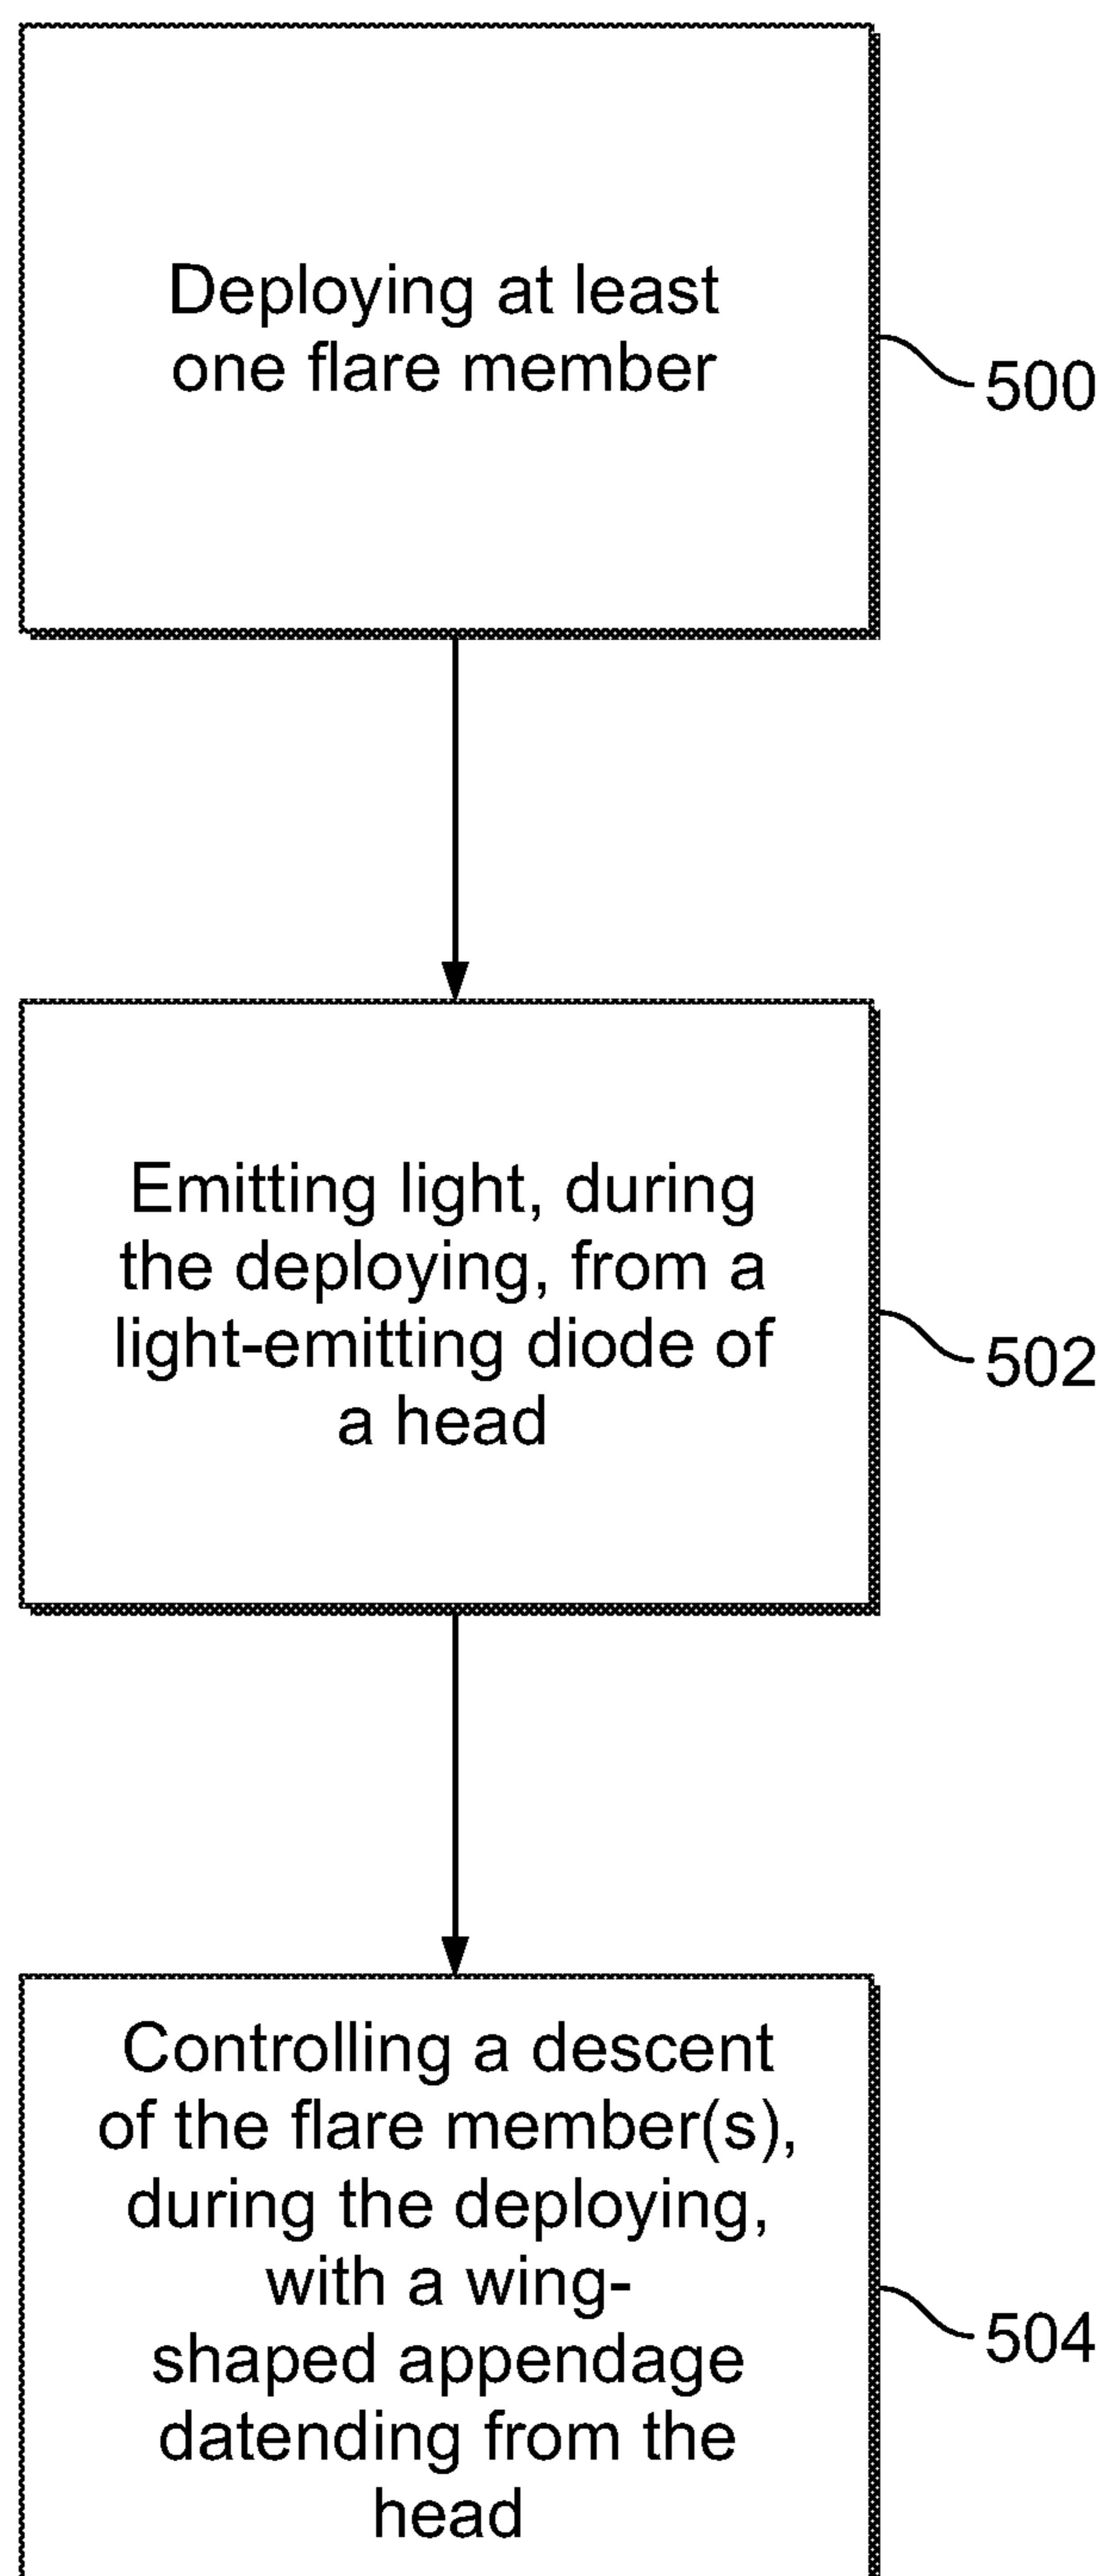 Deploying at least
one flare member
500
Emitting light, during
the deploying, from a
light-emitting diode of
a head
502
Controlling a descent
of the flare member(s),
during the deploying,
with a wing-
shaped appendage
datending from the
head
504